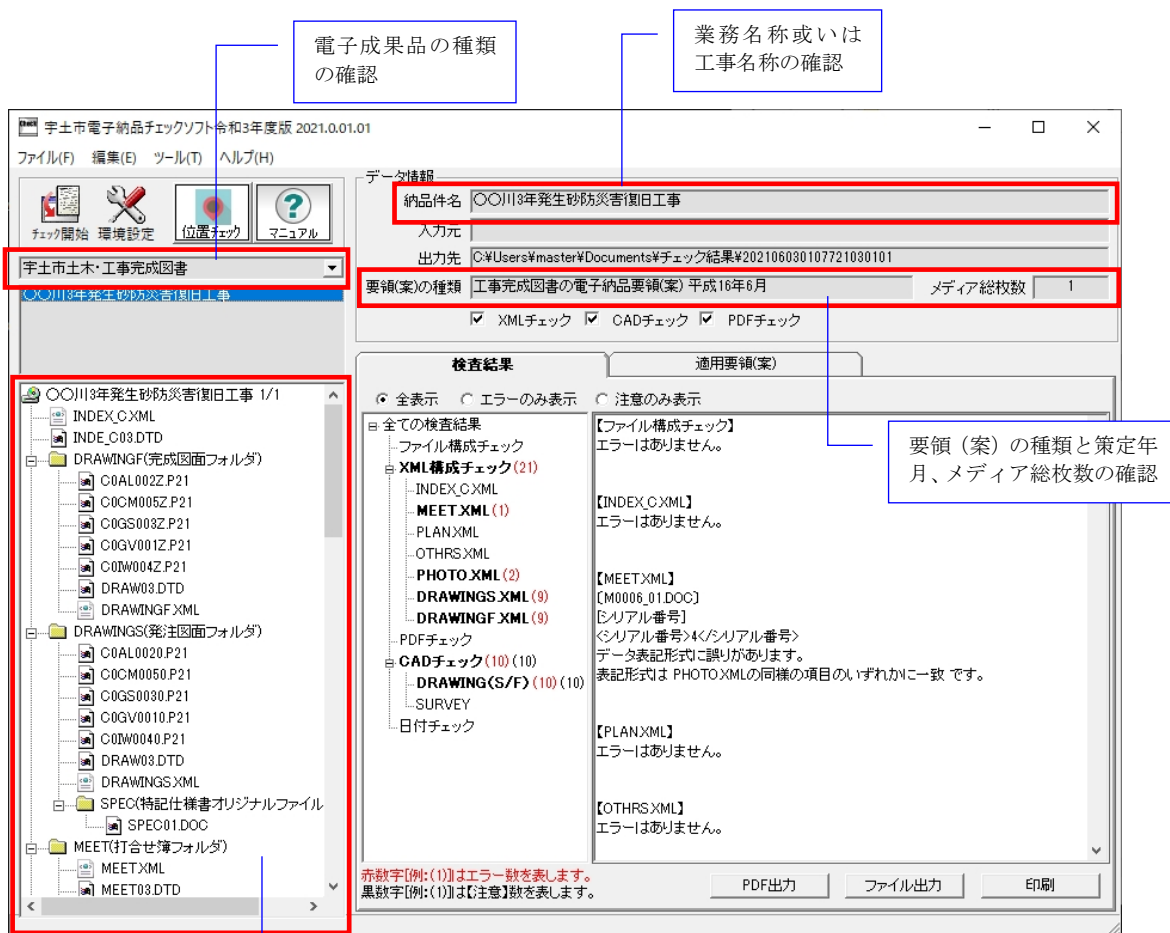 電子成果品の種類
の確認
業務名称或いは
工事名称の確認
宇土市電子納品チェックソフト令和3年度版 2021.0.01.01
ファイル(F) 編集(E) ツール(T) ヘルプ(H)
チェック開始 環境設定 位置チェック マニュアル
宇土市土木・工事完成図書
〇〇川3年発生砂防災害復旧工事
データ情報
納品件名 〇〇川3年発生砂防災害復旧工事
入力元
出力先 C:¥Users¥master¥Documents¥チェック結果¥202106030107721030101
要領(案)の種類 工事完成図書の電子納品要領(案) 平成16年6月 メディア総枚数 1
XMLチェック CADチェック PDFチェック
〇〇川3年発生砂防災害復旧工事 1/1
INDEX_C.XML
INDE_C03.DTD
DRAWINGF(完成図面フォルダ)
C0AL002Z.P21
C0CM005Z.P21
C0GS003Z.P21
C0GV001Z.P21
C0IW004Z.P21
DRAW03.DTD
DRAWINGF.XML
DRAWINGS(発注図面フォルダ)
C0AL0020.P21
C0CM0050.P21
C0GS0030.P21
C0GV0010.P21
C0IW0040.P21
DRAW03.DTD
DRAWINGS.XML
SPEC(特記仕様書オリジナルファイル
SPEC01.DOC
MEET(打合せ簿フォルダ)
MEET.XML
MEET03.DTD
検査結果 適用要領(案)
全表示 エラーのみ表示 注意のみ表示
全ての検査結果
ファイル構成チェック
XML構成チェック(21)
INDEX_C.XML
MEET.XML(1)
PLAN.XML
OTHRS.XML
PHOTO.XML(2)
DRAWINGS.XML(9)
DRAWINGF.XML(9)
PDFチェック
CADチェック(10)(10)
DRAWING(S/F)(10)(10)
SURVEY
日付チェック
【ファイル構成チェック】
エラーはありません。
【INDEX_C.XML】
エラーはありません。
【MEET.XML】
[M0006_01.DOC]
[シリアル番号]
<シリアル番号>4</シリアル番号>
データ表記形式に誤りがあります。
表記形式は PHOTO.XMLの同様の項目のいずれかに一致 です。
【PLAN.XML】
エラーはありません。
【OTHRS.XML】
エラーはありません。
要領（案）の種類と策定年
月、メディア総枚数の確認
赤数字[例:(1)]はエラー数を表します。
黒数字[例:(1)]は【注意】数を表します。
PDF出力 ファイル出力 印刷